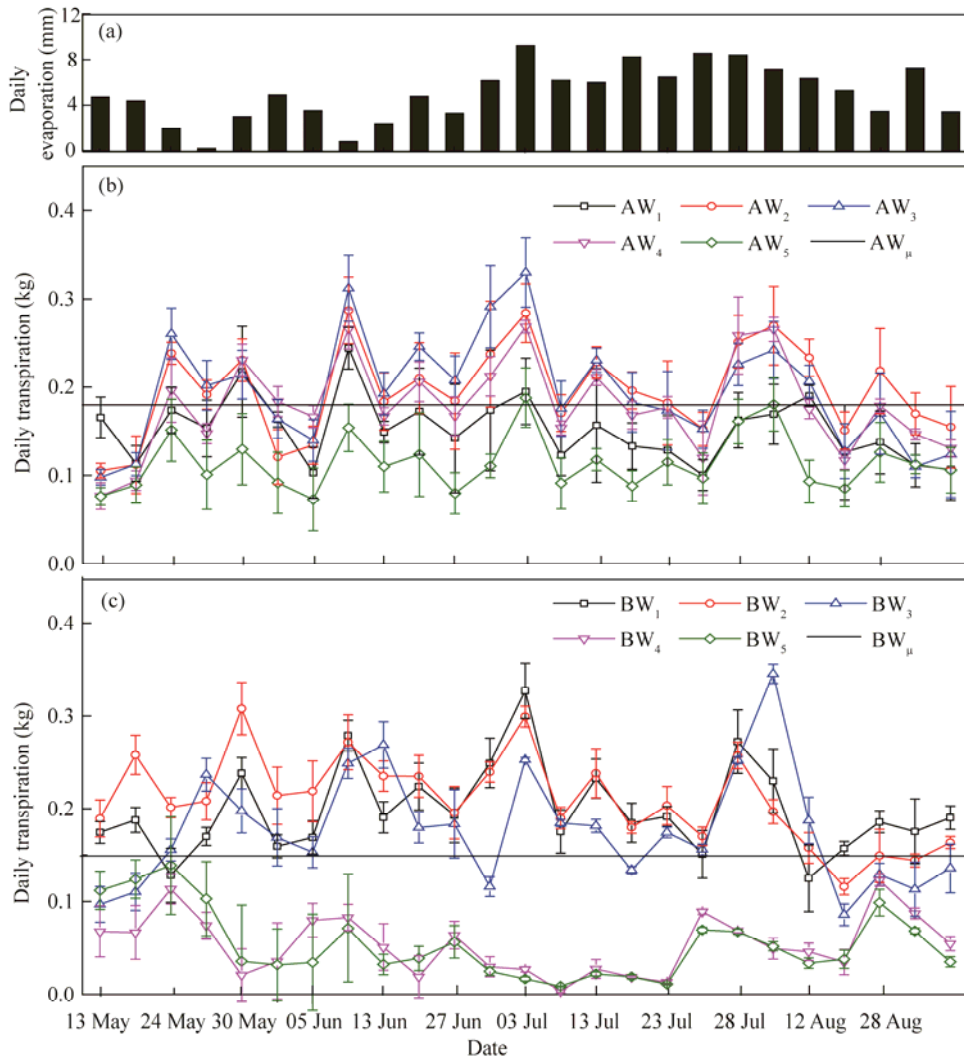 (a)
Daily
evaporation (mm)
12
8
4
0
(b)
Daily transpiration (kg)
0.4
0.3
0.2
0.1
0.0
AW₁ AW₂ AW₃
AW₄ AW₅ AWμ
(c)
Daily transpiration (kg)
0.4
0.3
0.2
0.1
0.0
BW₁ BW₂ BW₃
BW₄ BW₅ BWμ
13 May 24 May 30 May 05 Jun 13 Jun 27 Jun 03 Jul 13 Jul 23 Jul 28 Jul 12 Aug 28 Aug
Date